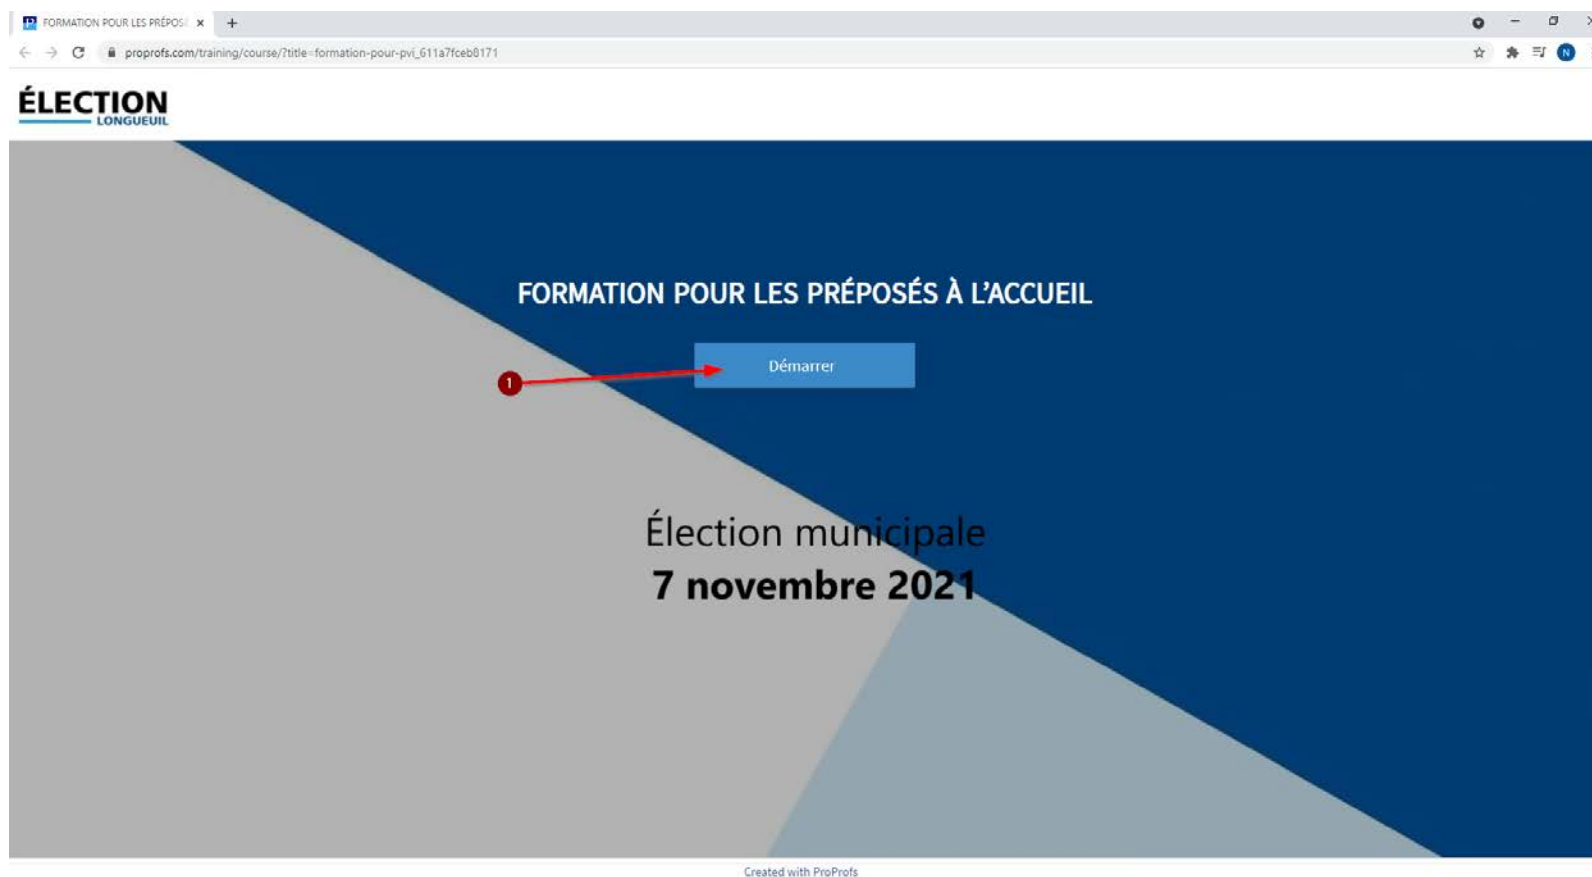 FORMATION POUR LES PRÉPOSÉ
proprofs.com/training/course/?title=formation-pour-pvi_611a7fceb8171
N
ÉLECTION
LONGUEUIL
FORMATION POUR LES PRÉPOSÉS À L'ACCUEIL
Démarrer
1
Élection municipale
7 novembre 2021
Created with ProProfs